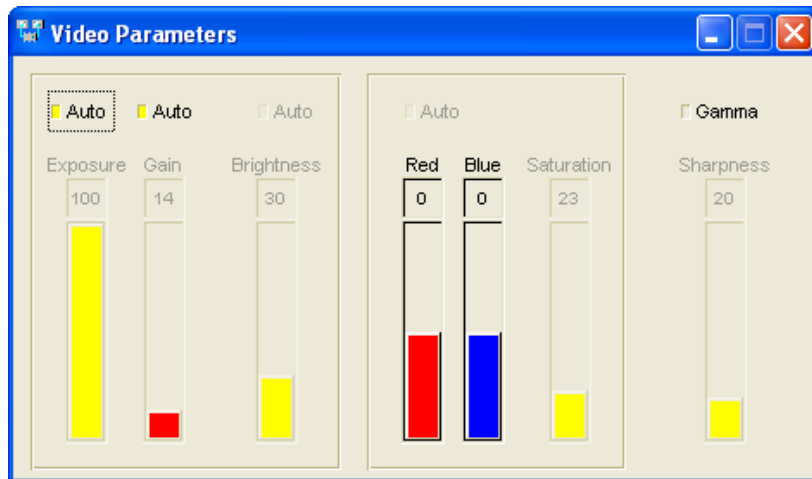 Video Parameters
Auto Auto Auto Auto Gamma
Exposure Gain Brightness Red Blue Saturation Sharpness
100 14 30 0 0 23 20